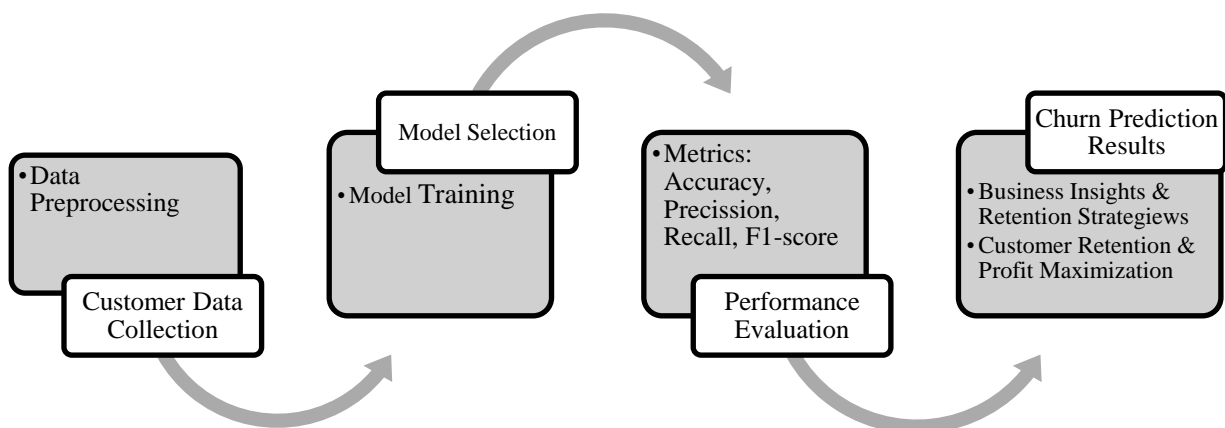 •Data
Preprocessing
Customer Data
Collection
Model Selection
•Model Training
•Metrics:
Accuracy,
Precission,
Recall, F1-score
Performance
Evaluation
Churn Prediction
Results
•Business Insights &
Retention Strategiews
•Customer Retention &
Profit Maximization